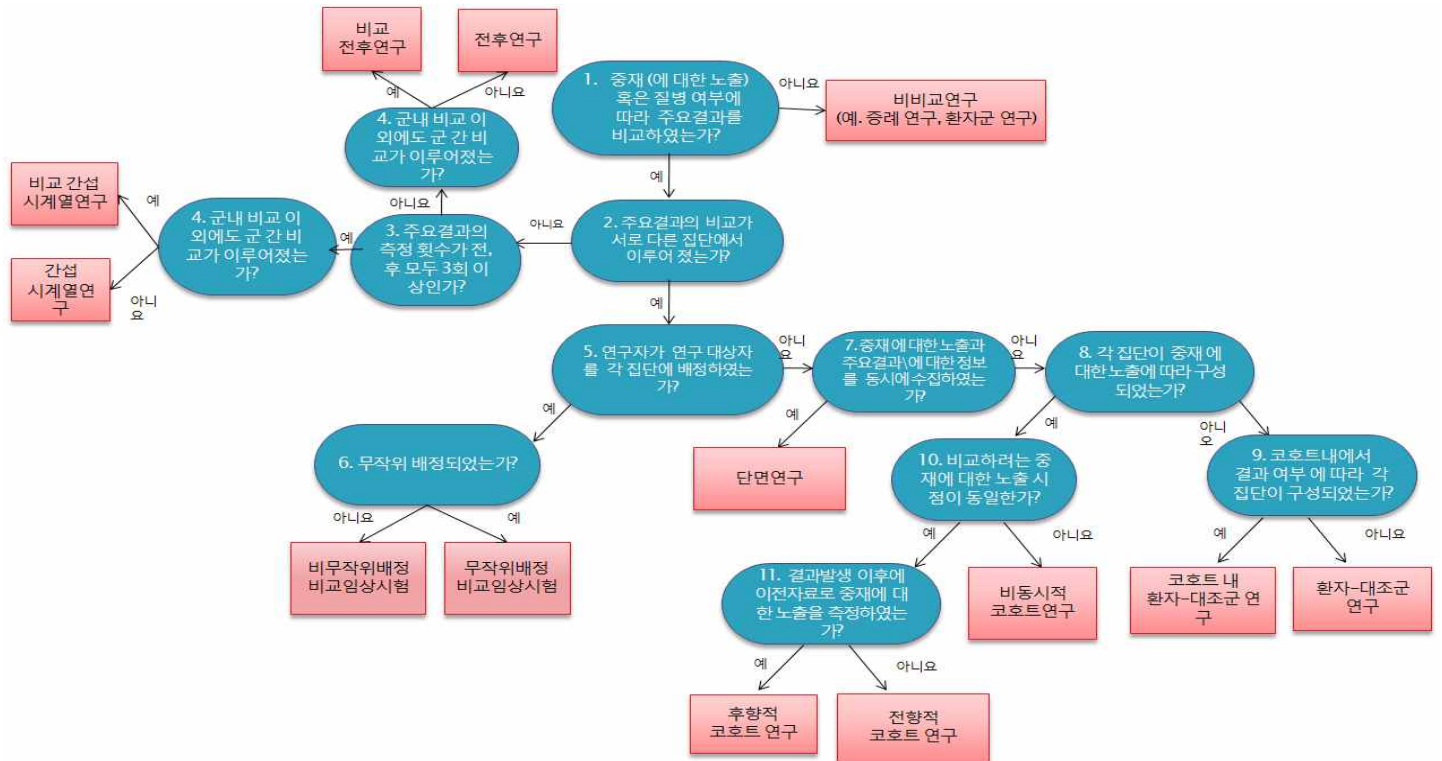 비교
전후연구
전후연구
예
아니요
4. 군내 비교 이
외에도 군 간 비
교가 이루어졌는
가?
1. 중재 (에 대한 노출)
혹은 질병 여부에
따라 주요결과를
비교하였는가?
아니요
비비교연구
(예. 증례 연구, 환자군 연구)
예
비교 간섭
시계열연구
예
4. 군내 비교 이
외에도 군 간 비
교가 이루어졌는
가?
간섭
시계열연
구
아니
요
예
아니요
3. 주요결과의
측정 횟수가 전,
후 모두 3회 이
상인가?
아니요
2. 주요결과의 비교가
서로 다른 집단에서
이루어 졌는가?
예
5. 연구자가 연구 대상자
를 각 집단에 배정하였는
가?
아니
요
7. 중재 에 대한 노출과
주요결과\에 대한 정보
를 동시에 수집하였는
가?
아니
요
8. 각 집단이 중재 에
대한 노출에 따라 구성
되었는가?
예
6. 무작위 배정되었는가?
아니요
예
비무작위배정
비교임상시험
무작위배정
비교임상시험
예
단면연구
예
아니
오
10. 비교하려는 중
재에 대한 노출 시
점이 동일한가?
9. 코호트내에서
결과 여부 에 따라 각
집단이 구성되었는가?
예
아니요
예
아니요
11. 결과발생 이후에
이전자료로 중재에 대
한 노출을 측정하였는
가?
비동시적
코호트연구
코호트 내
환자-대조군 연
구
환자-대조군
연구
예
아니요
후향적
코호트 연구
전향적
코호트 연구